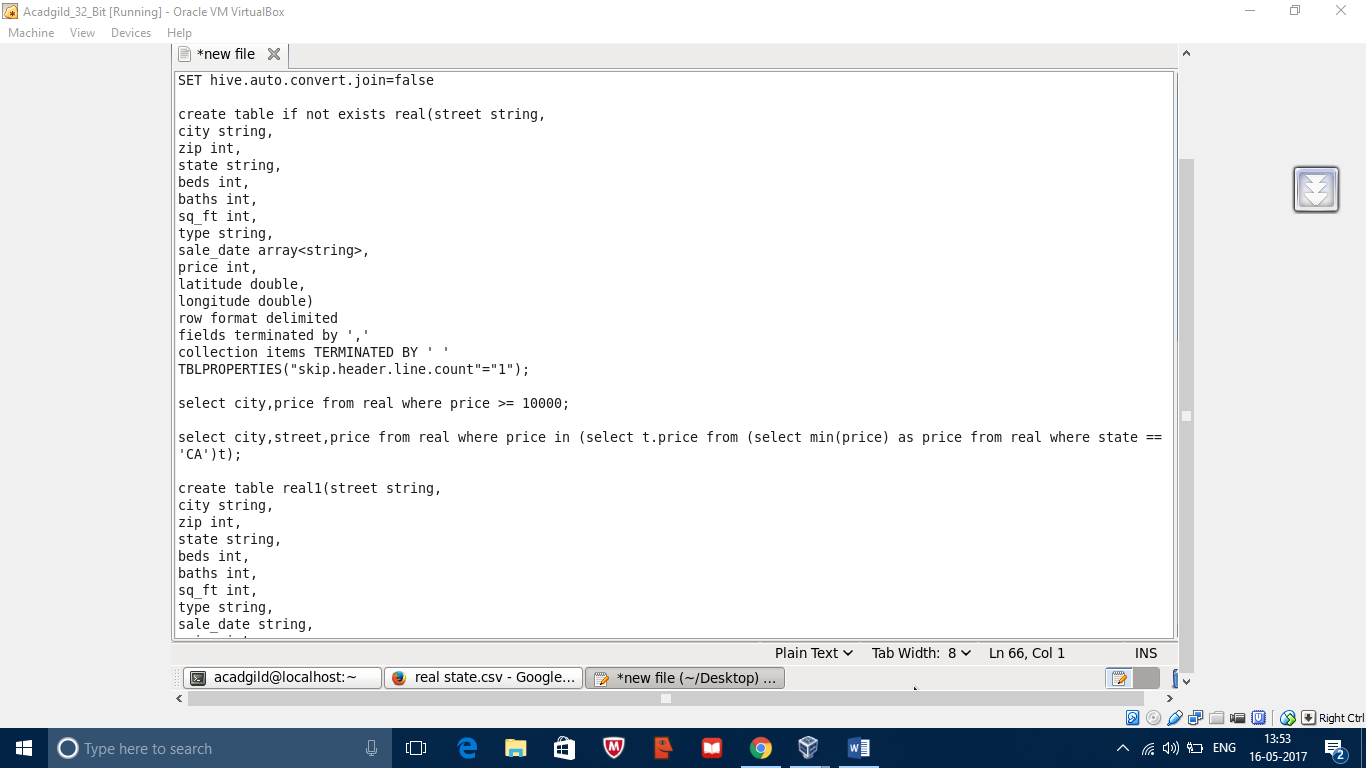 Acadgild_32_Bit [Running] - Oracle VM VirtualBox
Machine View Devices Help
*new file
SET hive.auto.convert.join=false
create table if not exists real(street string,
city string,
zip int,
state string,
beds int,
baths int,
sq_ft int,
type string,
sale_date array<string>,
price int,
latitude double,
longitude double)
row format delimited
fields terminated by ','
collection items TERMINATED BY ' '
TBLPROPERTIES("skip.header.line.count"="1");
select city,price from real where price >= 10000;
select city,street,price from real where price in (select t.price from (select min(price) as price from real where state ==
'CA')t);
create table real1(street string,
city string,
zip int,
state string,
beds int,
baths int,
sq_ft int,
type string,
sale_date string,
Plain Text Tab Width: 8 Ln 66, Col 1 INS
acadgild@localhost:~ real state.csv - Google... *new file (~/Desktop) ...
Right Ctrl
Type here to search
ENG
13:53
16-05-2017
2